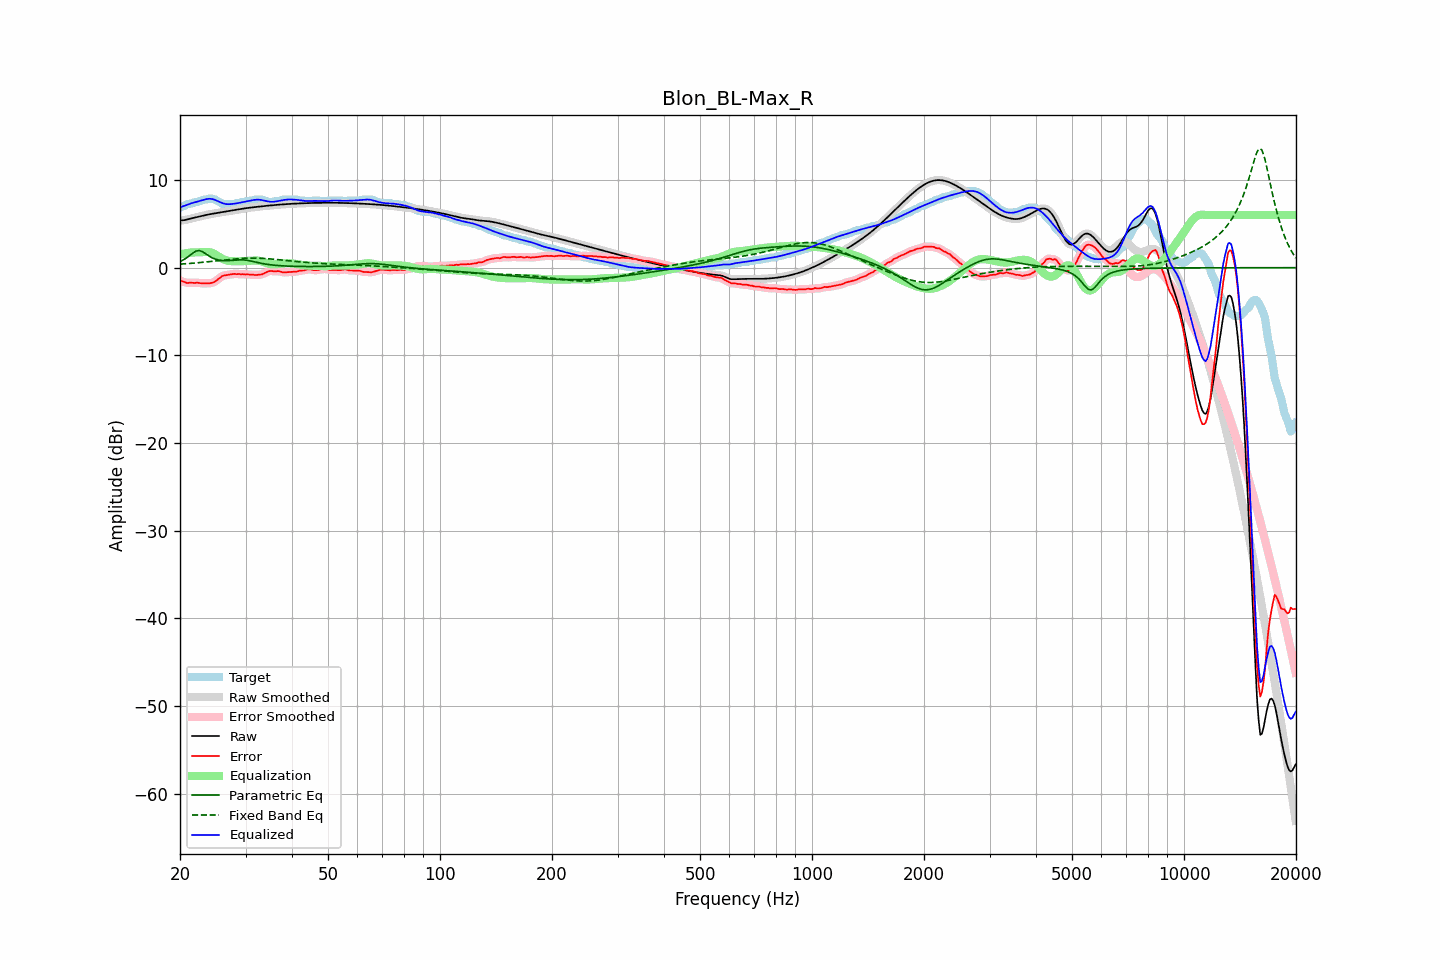 Blon_BL-Max_R
Amplitude (dBr)
10
0
−10
−20
−30
−40
−50
−60
Target
Raw Smoothed
Error Smoothed
Raw
Error
Equalization
Parametric Eq
Fixed Band Eq
Equalized
20 50 100 200 500 1000 2000 5000 10000 20000
Frequency (Hz)